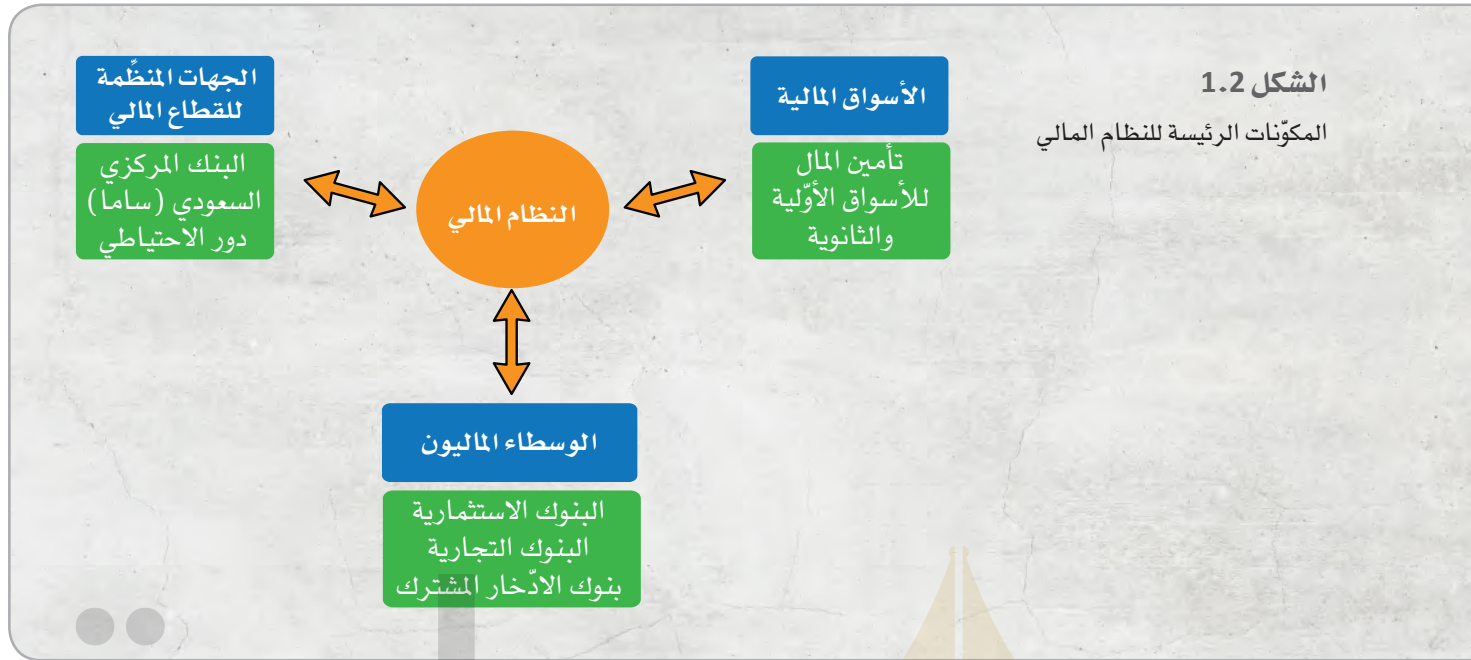 الشكل 1.2
المكوّنات الرئيسة للنظام المالي
الأسواق المالية
تأمين المال
للأسواق الأوّلية
والثانوية
النظام المالي
الجهات المنظِّمة
للقطاع المالي
البنك المركزي
السعودي (ساما)
دور الاحتياطي
الوسطاء الماليون
البنوك الاستثمارية
البنوك التجارية
بنوك الادّخار المشترك